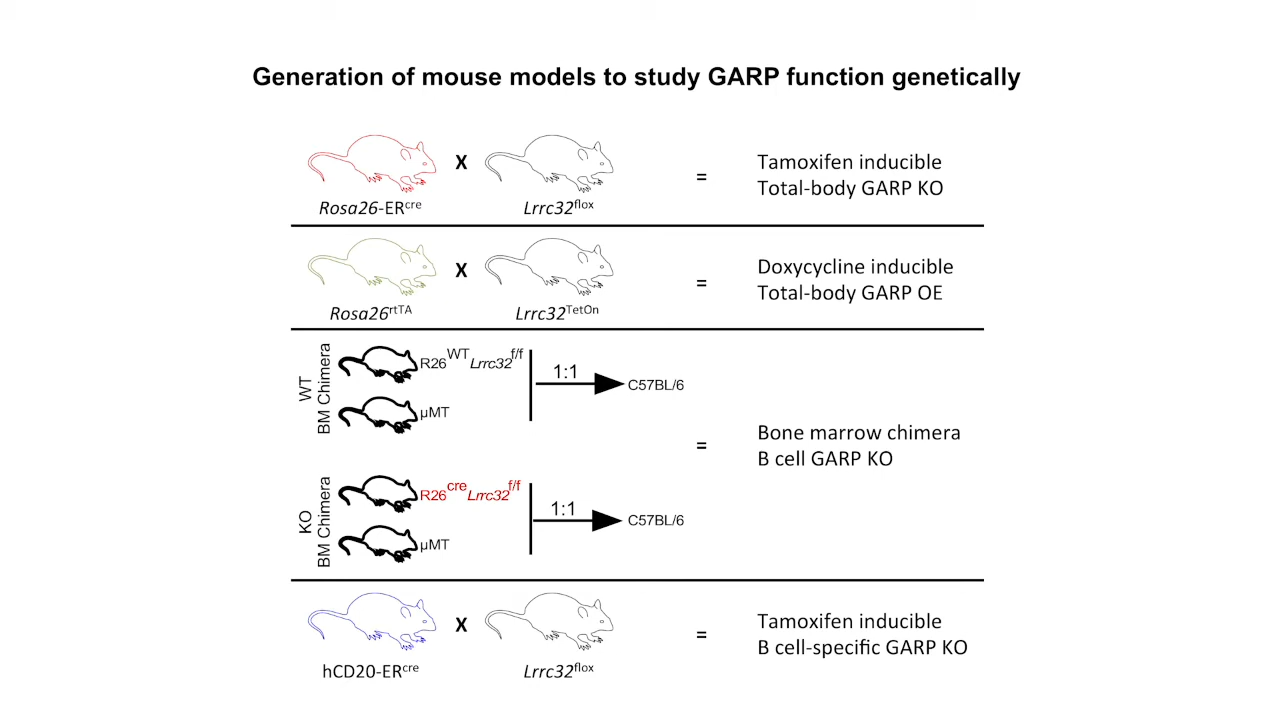 Generation of mouse models to study GARP function genetically
X
=
Tamoxifen inducible
Total-body GARP KO
Rosa26-ERcre
Lrrc32flox
X
=
Doxycycline inducible
Total-body GARP OE
Rosa26rtTA
Lrrc32TetOn
WT
BM Chimera
R26WTLrrc32f/f
µMT
1:1
C57BL/6
KO
BM Chimera
R26creLrrc32f/f
µMT
1:1
C57BL/6
=
Bone marrow chimera
B cell GARP KO
X
=
Tamoxifen inducible
B cell-specific GARP KO
hCD20-ERcre
Lrrc32flox